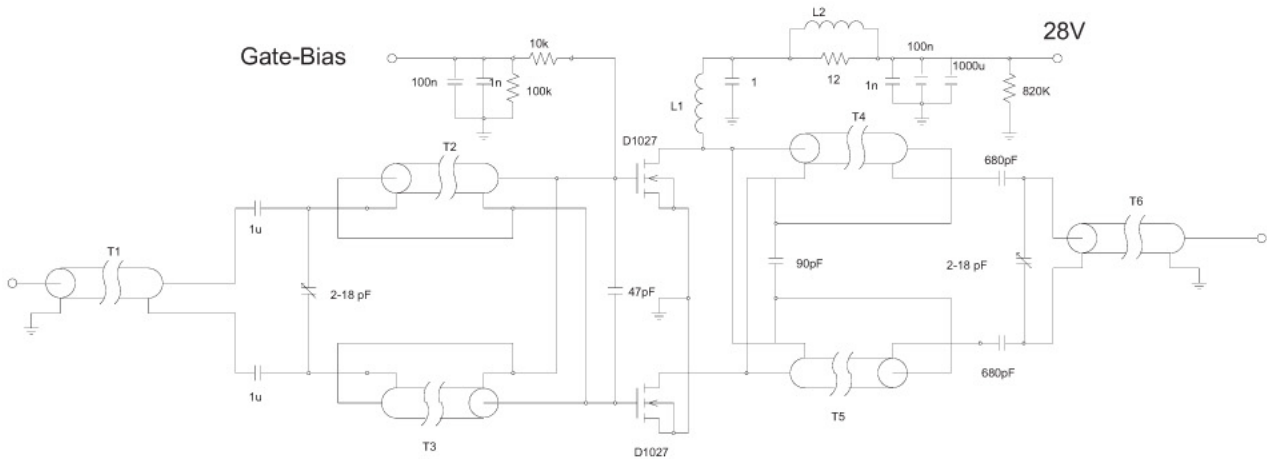 L2
28V
10k
Gate-Bias
100n
1000u
100n
1n
100k
1
12
1n
820K
L1
T4
D1027
T2
680pF
T6
1u
T1
90pF
2-18 pF
2-18 pF
47pF
680pF
1u
T5
T3
D1027